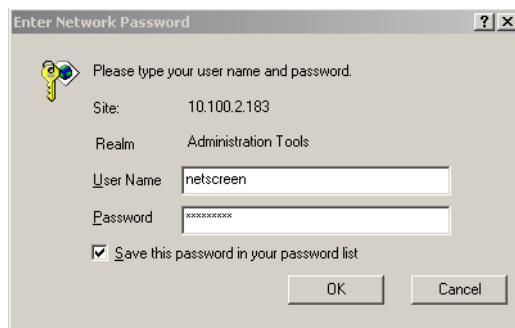 Enter Network Password
Please type your user name and password.
Site: 10.100.2.183
Realm Administration Tools
User Name netscreen
Password xxxxxxxxx
Save this password in your password list
OK Cancel